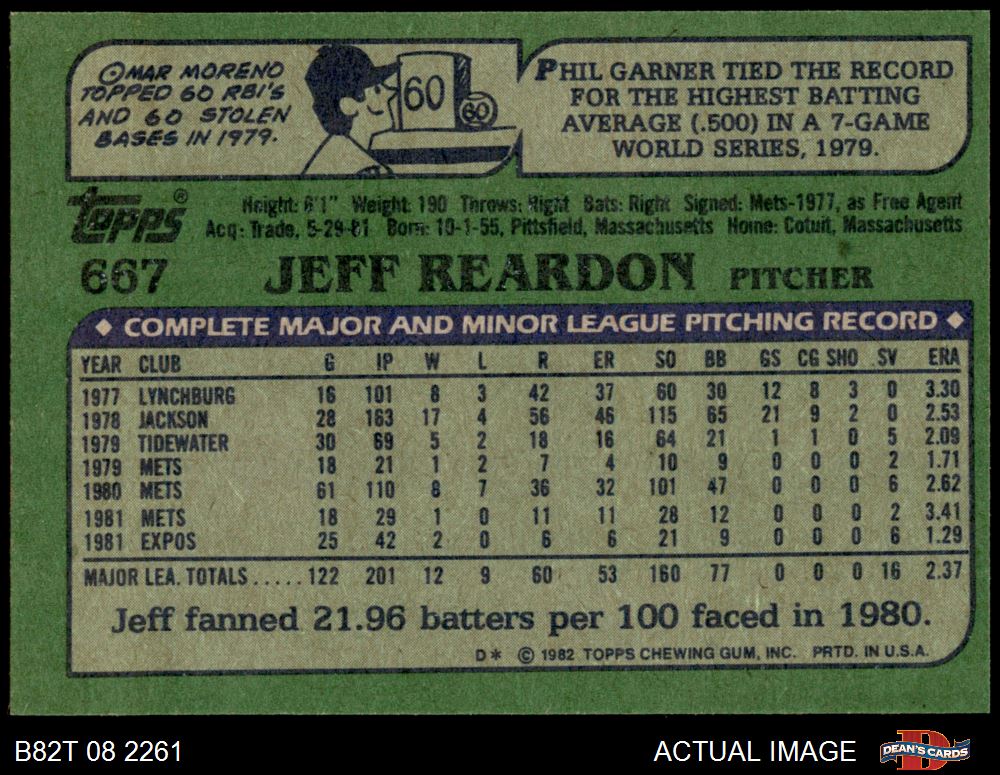 OMAR MORENO
TOPPED 60 RBI'S
AND 60 STOLEN
BASES IN 1979.
60
60
PHIL GARNER TIED THE RECORD
FOR THE HIGHEST BATTING
AVERAGE (.500) IN A 7-GAME
WORLD SERIES, 1979.
Topps®
Height: 6'1" Weight: 190 Throws: Right Bats: Right Signed: Mets-1977, as Free Agent
Acq: Trade, 5-29-81 Born: 10-1-55, Pittsfield, Massachusetts Home: Cotuit, Massachusetts
667 JEFF REARDON PITCHER
◆ COMPLETE MAJOR AND MINOR LEAGUE PITCHING RECORD ◆
YEAR CLUB G IP W L R ER SO BB GS CG SHO SV ERA
1977 LYNCHBURG 16 101 8 3 42 37 60 30 12 8 3 0 3.30
1978 JACKSON 28 163 17 4 56 46 115 65 21 9 2 0 2.53
1979 TIDEWATER 30 69 5 2 18 16 64 21 1 1 0 5 2.09
1979 METS 18 21 1 2 7 4 10 9 0 0 0 2 1.71
1980 METS 61 110 8 7 36 32 101 47 0 0 0 6 2.62
1981 METS 18 29 1 0 11 11 28 12 0 0 0 2 3.41
1981 EXPOS 25 42 2 0 6 6 21 9 0 0 0 6 1.29
MAJOR LEA. TOTALS.....122 201 12 9 60 53 160 77 0 0 0 16 2.37
Jeff fanned 21.96 batters per 100 faced in 1980.
D* © 1982 TOPPS CHEWING GUM, INC. PRTD. IN U.S.A.
B82T 08 2261 ACTUAL IMAGE D DEAN'S CARDS